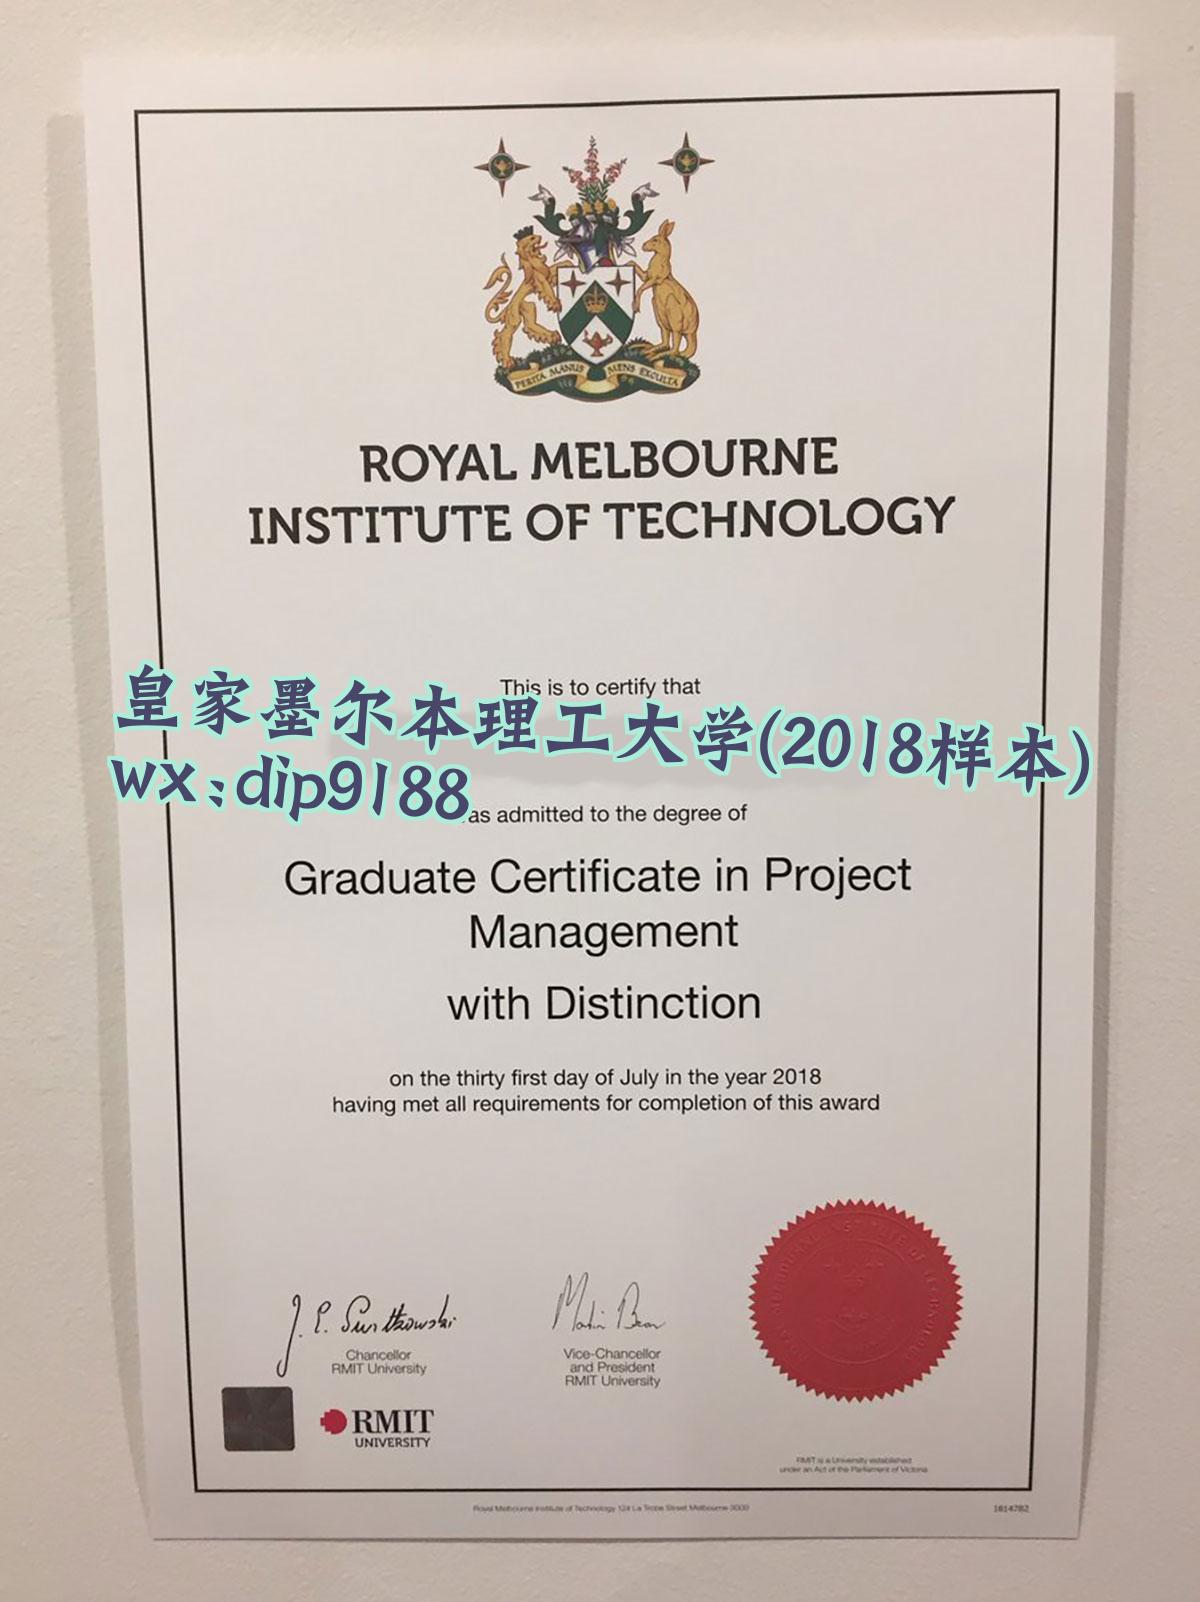 PERITA MANUS MENS EXCULTA
ROYAL MELBOURNE
INSTITUTE OF TECHNOLOGY
This is to certify that
皇家墨尔本理工大学(2018样本)
wx:dip9188
as admitted to the degree of
Graduate Certificate in Project
Management
with Distinction
on the thirty first day of July in the year 2018
having met all requirements for completion of this award
Chancellor
RMIT University
Vice-Chancellor
and President
RMIT University
RMIT
UNIVERSITY
RMIT is a University established
under an Act of the Parliament of Victoria
Royal Melbourne Institute of Technology 124 La Trobe Street Melbourne 3000
1814782